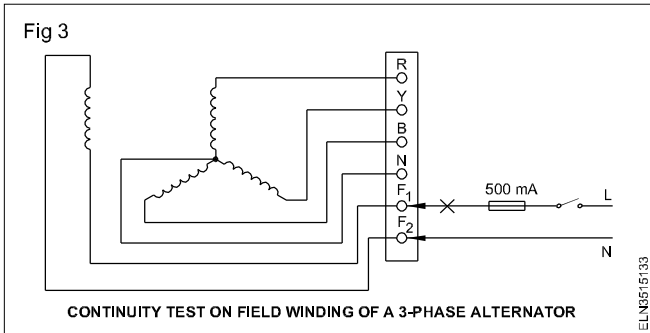 Fig 3
R
Y
B
N
F1
500 mA
L
F2
N
CONTINUITY TEST ON FIELD WINDING OF A 3-PHASE ALTERNATOR
ELN3515133